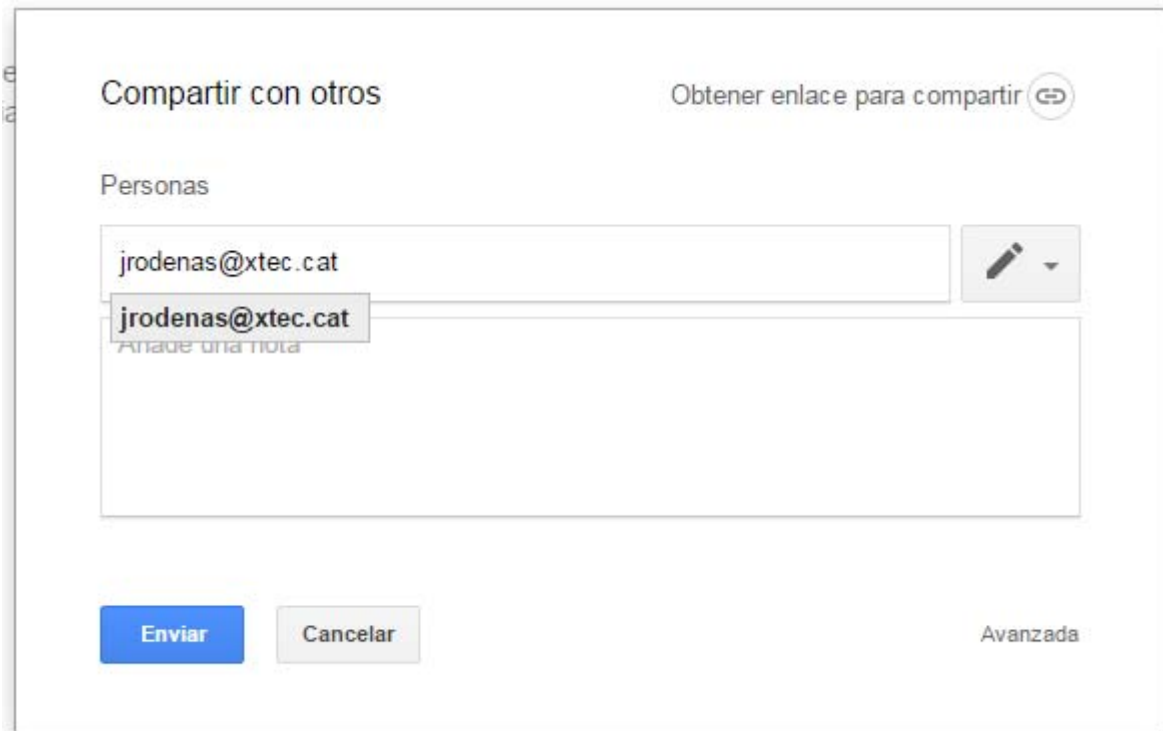 Compartir con otros
Obtener enlace para compartir
Personas
jrodenas@xtec.cat
jrodenas@xtec.cat
Añade una nota
Enviar
Cancelar
Avanzada